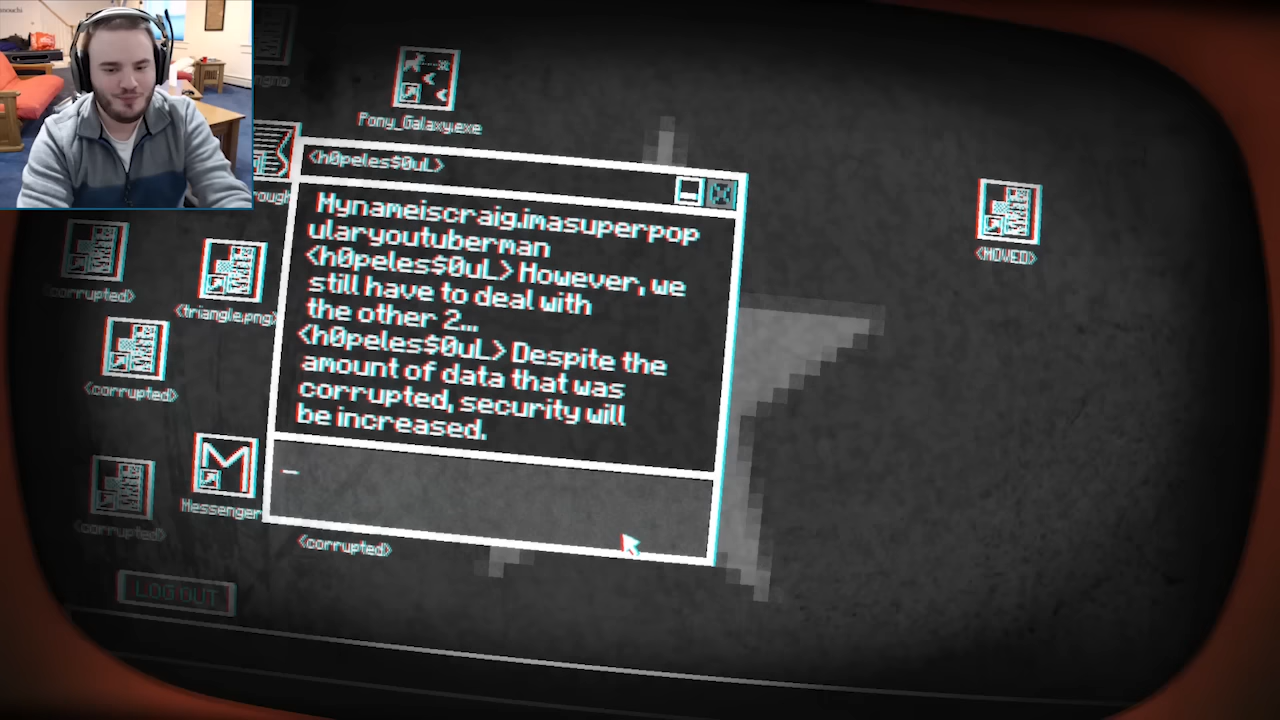 Pony_Galaxy.exe
<h0peles$0uL>
Mynameiscraig.imasuperpop
ularyoutuberman
<h0peles$0uL> However, we
still have to deal with
the other 2...
<h0peles$0uL> Despite the
amount of data that was
corrupted, security will
be increased.
_
<MOVED>
<corrupted>
<triangle.png>
<corrupted>
Messenger
<corrupted>
<corrupted>
LOG OUT